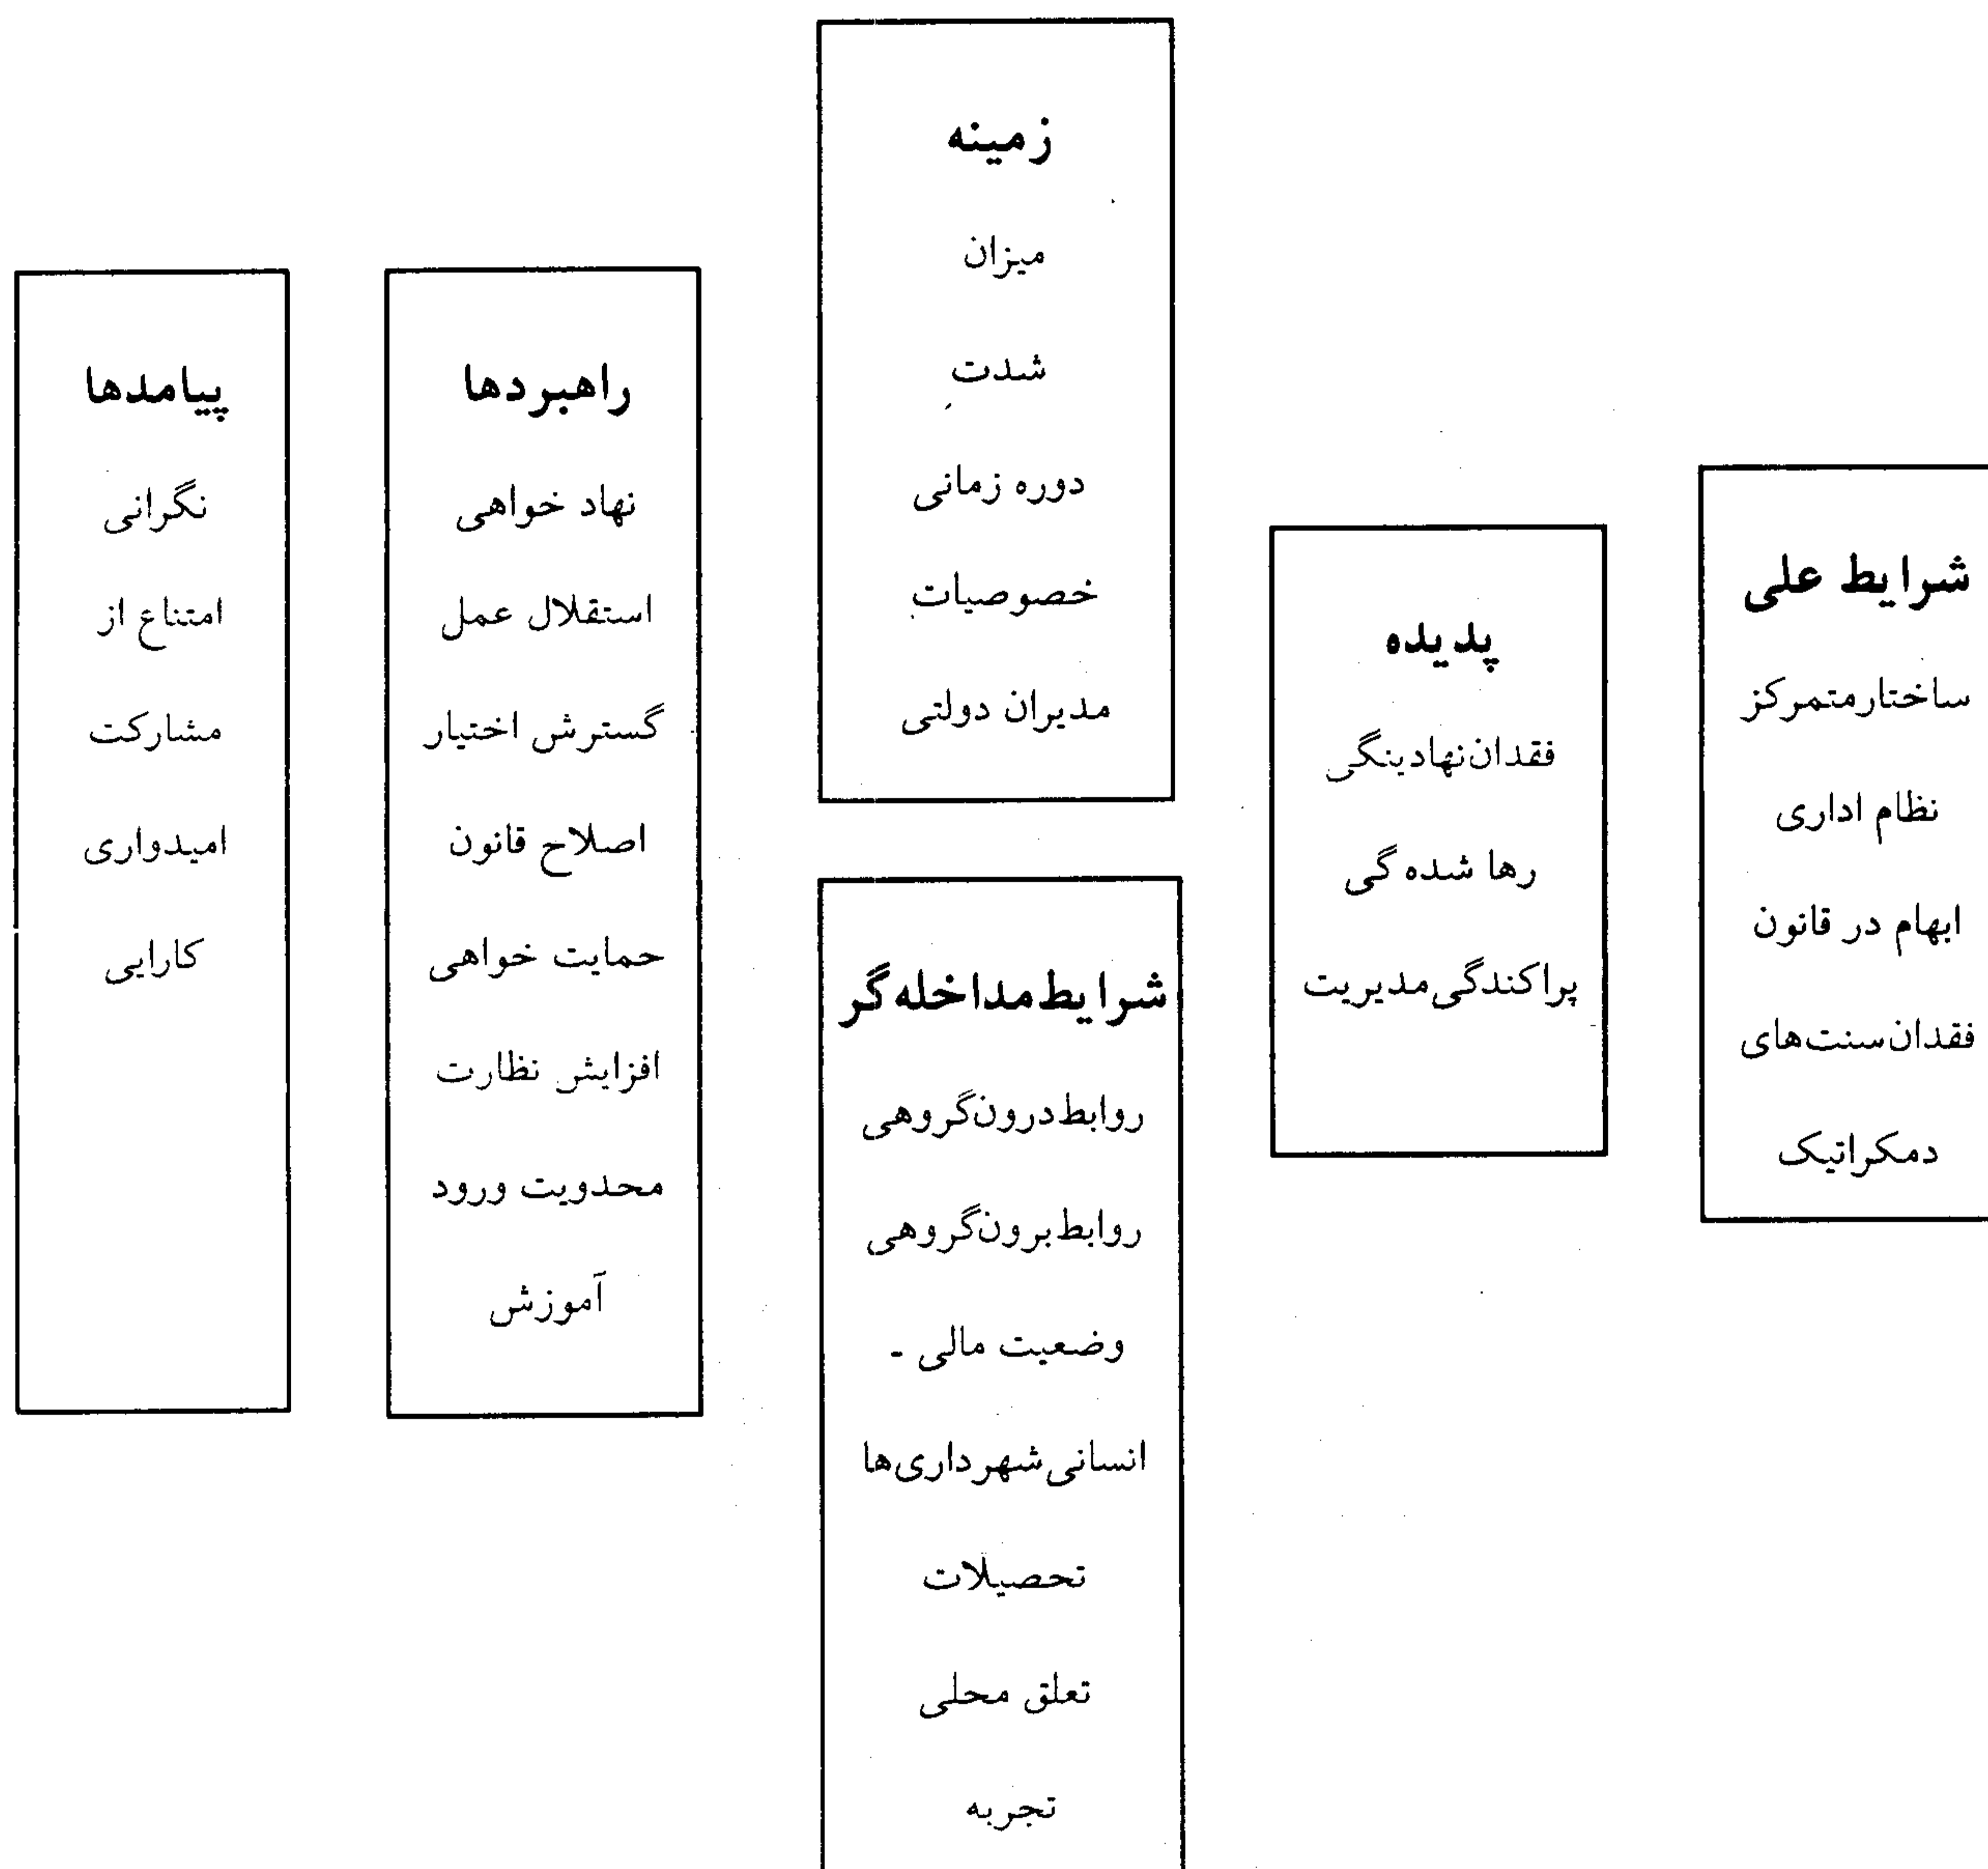 شرایط علی
ساختارمتمرکز
نظام اداری
ابهام در قانون
فقدان‌سنت‌های
دمکراتیک
پدیده
فقدان‌نهادینگی
رها شده گی
پراکندگی‌مدیریت
زمینه
میزان
شدت
دوره زمانی
خصوصیات
مدیران دولتی
شرایط‌مداخله‌گر
روابط‌درون‌گروهی
روابط‌برون‌گروهی
وضعیت مالی -
انسانی‌شهرداری‌ها
تحصیلات
تعلق محلی
تجربه
راهبردها
نهاد خواهی
استقلال عمل
گسترش اختیار
اصلاح قانون
حمایت خواهی
افزایش نظارت
محدویت ورود
آموزش
پیامدها
نگرانی
امتناع از
مشارکت
امیدواری
کارایی